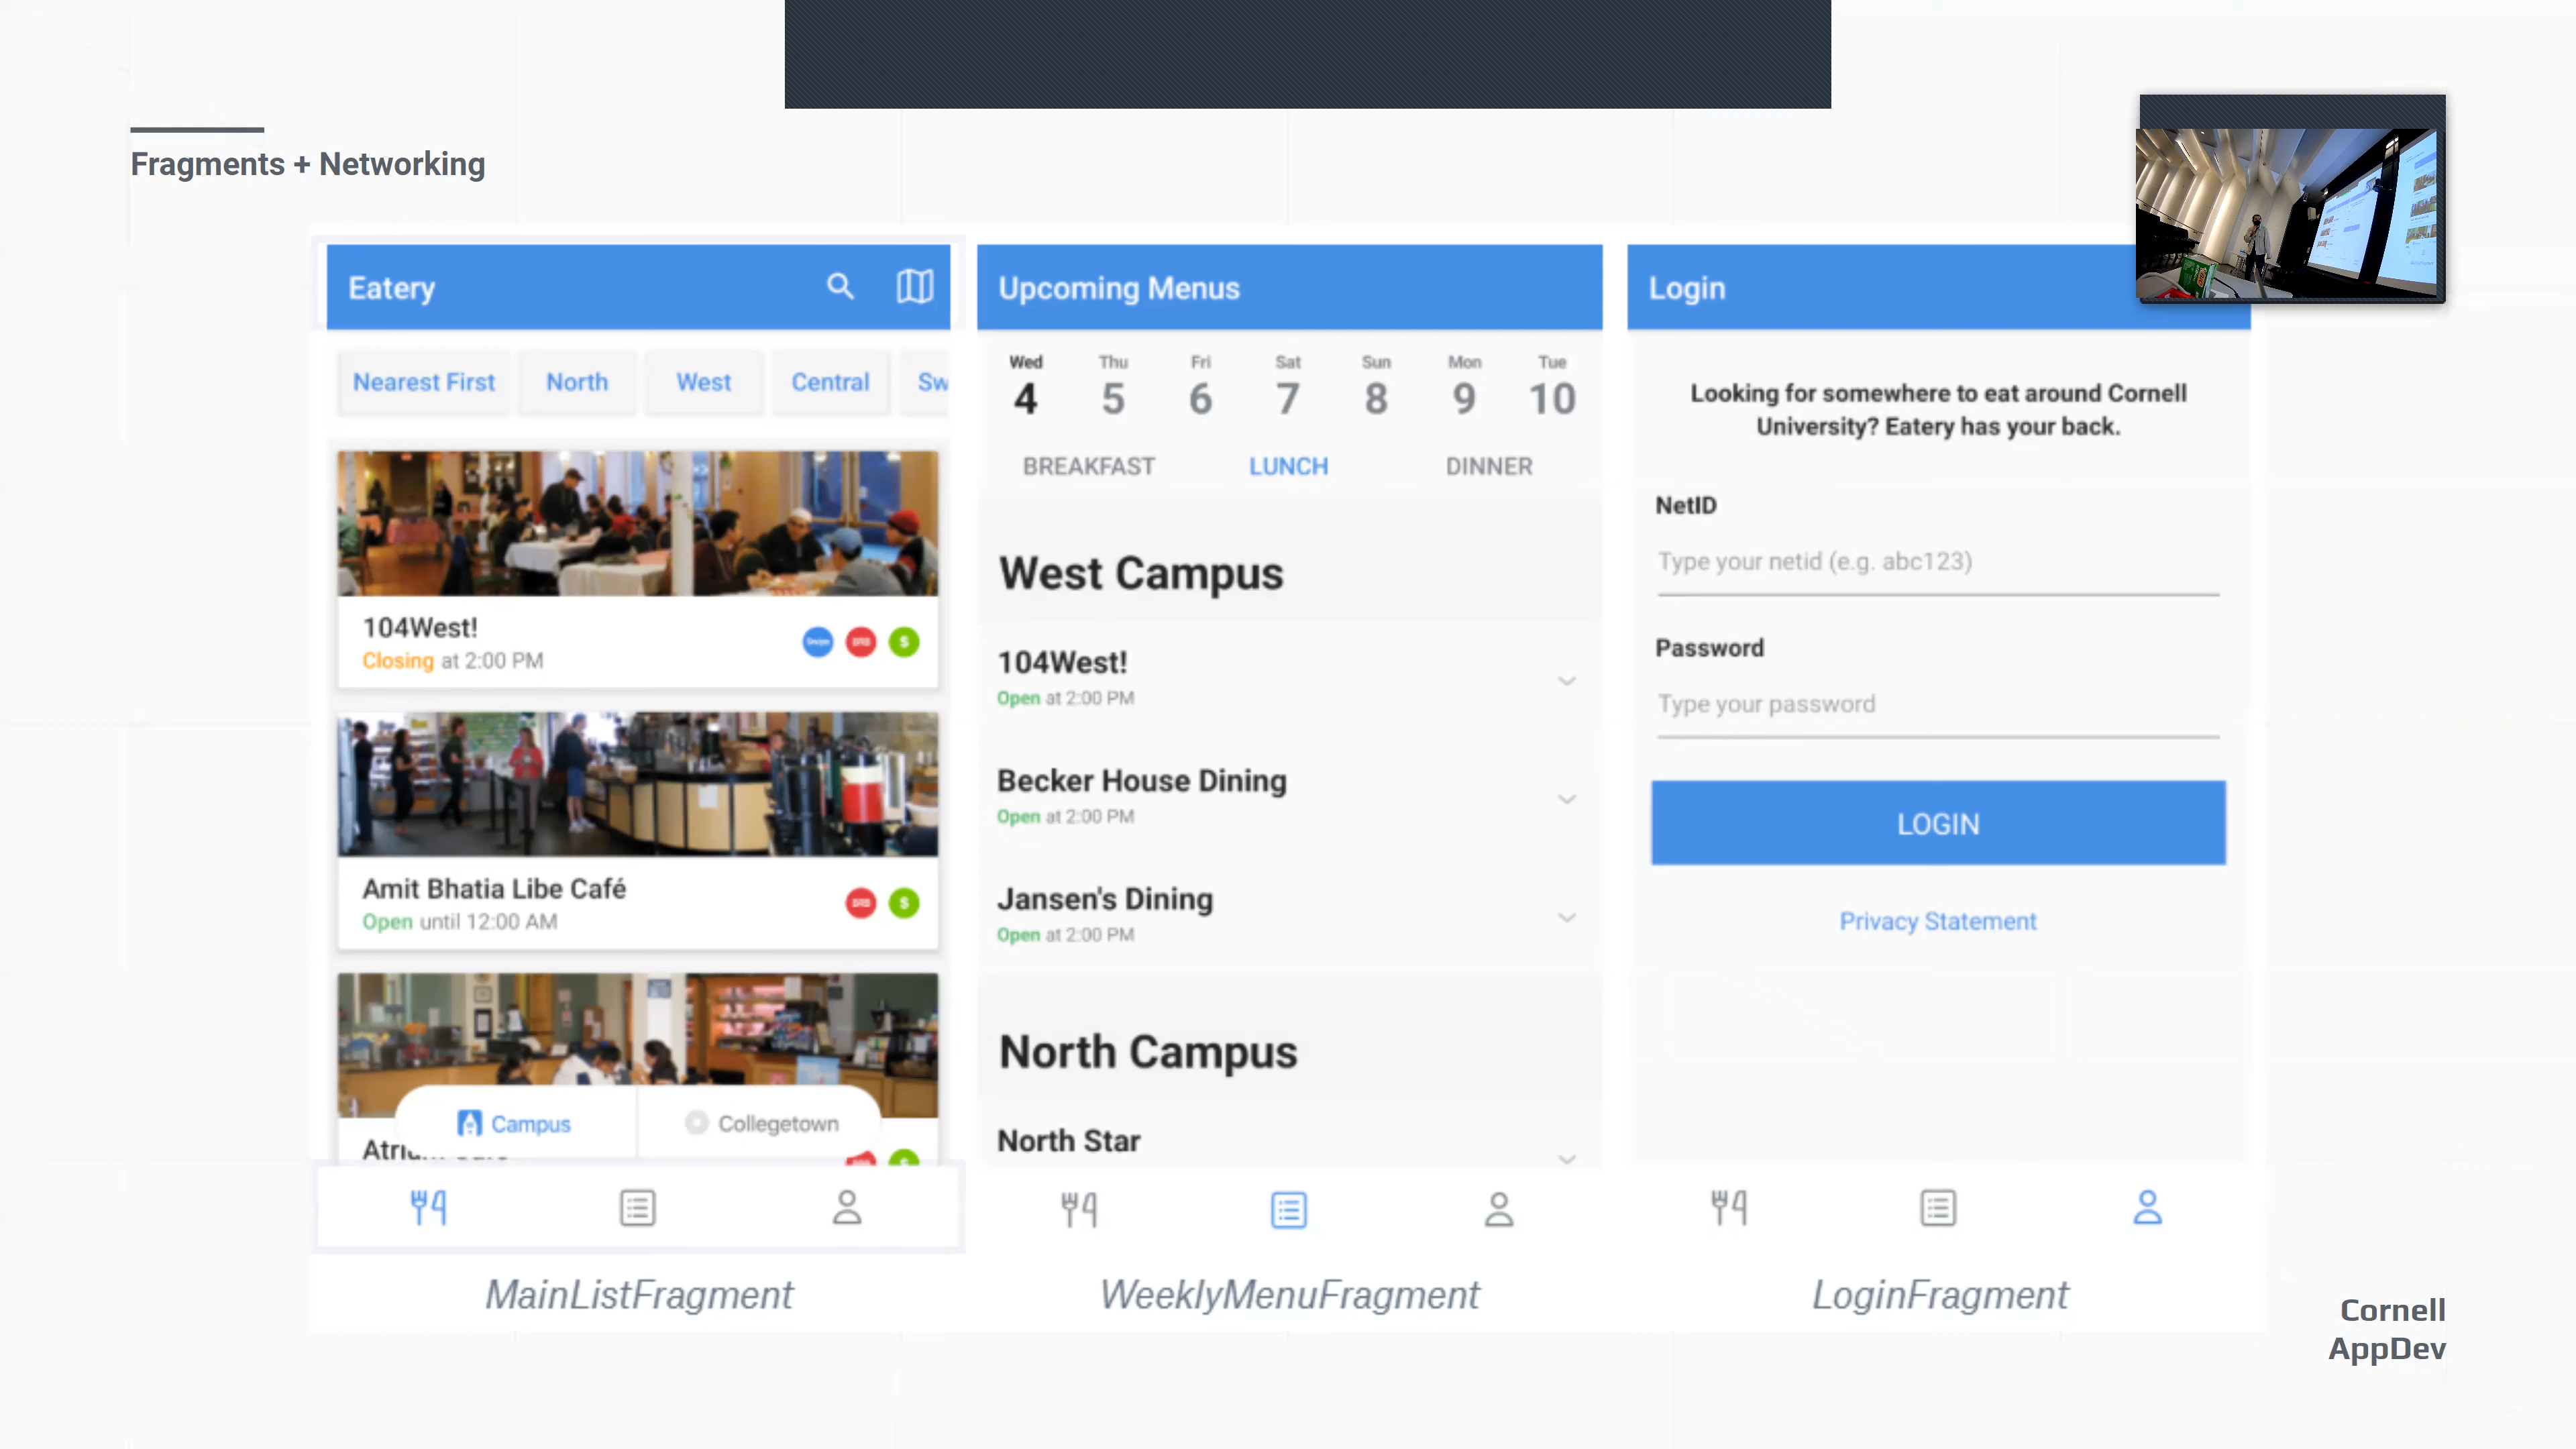 Fragments + Networking
Eatery
Nearest First
North
West
Central
Sw
104West!
Closing at 2:00 PM
$
Amit Bhatia Libe Café
Open until 12:00 AM
$
Campus
Collegetown
Upcoming Menus
Wed Thu Fri Sat Sun Mon Tue
4 5 6 7 8 9 10
BREAKFAST LUNCH DINNER
West Campus
104West!
Open at 2:00 PM
Becker House Dining
Open at 2:00 PM
Jansen's Dining
Open at 2:00 PM
North Campus
North Star
Login
Looking for somewhere to eat around Cornell
University? Eatery has your back.
NetID
Type your netid (e.g. abc123)
Password
Type your password
LOGIN
Privacy Statement
MainListFragment
WeeklyMenuFragment
LoginFragment
Cornell
AppDev